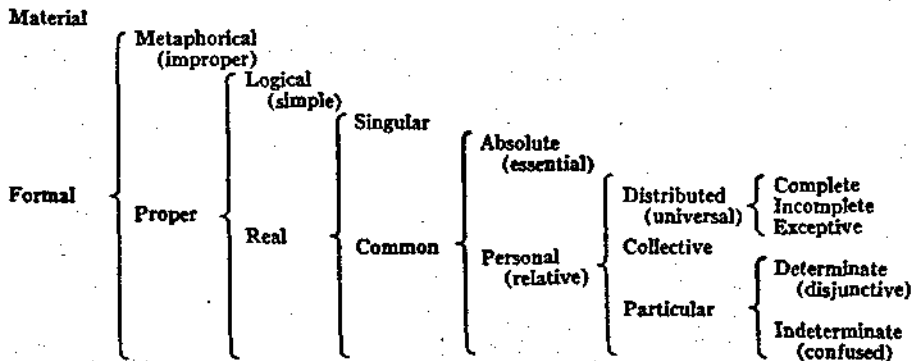 Material
Metaphorical
(improper)
Logical
(simple)
Singular
Absolute
(essential)
Formal
Proper
Real
Common
Personal
(relative)
Distributed
(universal)
Complete
Incomplete
Exceptive
Collective
Particular
Determinate
(disjunctive)
Indeterminate
(confused)